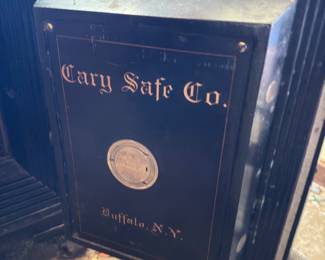 Cary Safe Co.
Buffalo, N.Y.